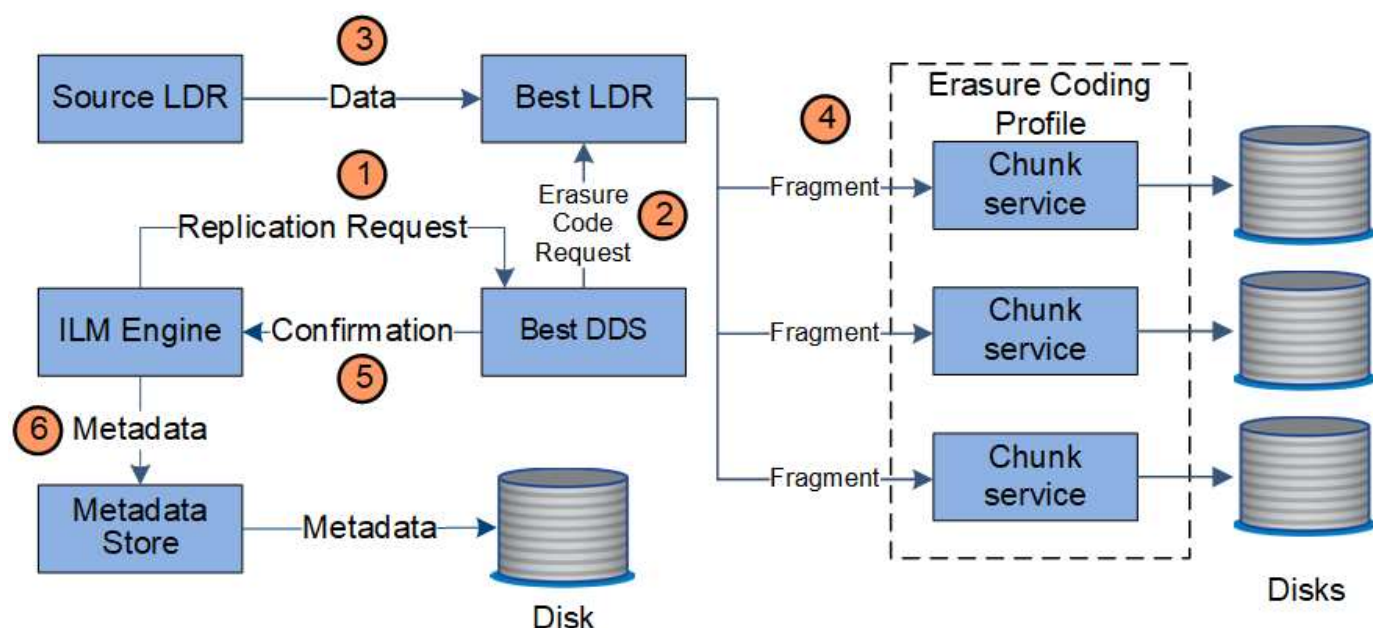 3
Source LDR
Data
Best LDR
4
Erasure Coding
Profile
Chunk
service
Fragment
1
Replication Request
Erasure
Code
Request
2
ILM Engine
Confirmation
Best DDS
5
Fragment
Chunk
service
6
Metadata
Fragment
Chunk
service
Metadata
Store
Metadata
Disk
Disks